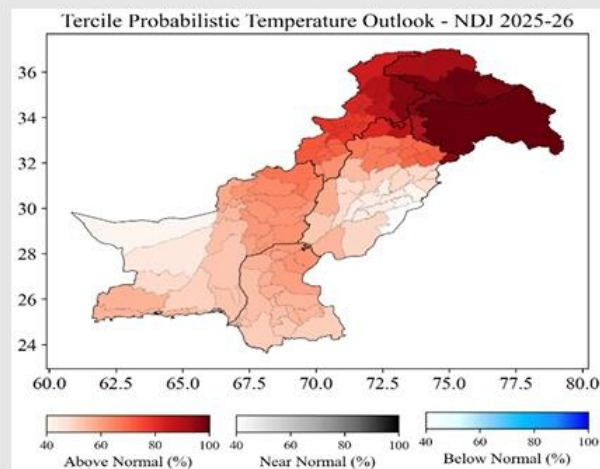 Tercile Probabilistic Temperature Outlook - NDJ 2025-26
36
34
32
30
28
26
24
60.0 62.5 65.0 67.5 70.0 72.5 75.0 77.5 80.0
40 60 80 100 40 60 80 100 40 60 80 100
Above Normal (%) Near Normal (%) Below Normal (%)